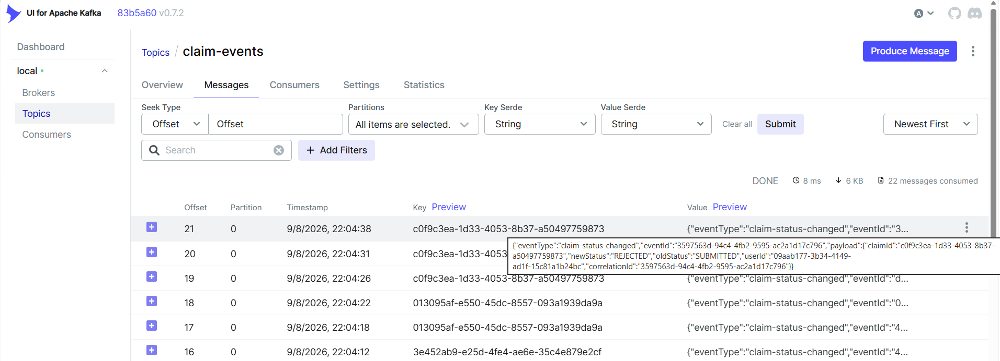 UI for Apache Kafka 83b5a60 v0.7.2 A
Dashboard
local
Brokers
Topics
Consumers
Topics / claim-events
Produce Message
Overview Messages Consumers Settings Statistics
Seek Type Partitions Key Serde Value Serde
Offset Offset All items are selected. String String Clear all Submit Newest First
Search Add Filters
DONE 8 ms 6 KB 22 messages consumed
Offset Partition Timestamp Key Preview Value Preview
21 0 9/8/2026, 22:04:38 c0f9c3ea-1d33-4053-8b37-a50497759873 {"eventType":"claim-status-changed","eventId":"3...
{"eventType":"claim-status-changed","eventId":"3597563d-94c4-4fb2-9595-ac2a1d17c796","payload":{"claimId":"c0f9c3ea-1d33-4053-8b37-
a50497759873","newStatus":"REJECTED","oldStatus":"SUBMITTED","userId":"09aab177-3b34-4149-
ad1f-15c81a1b24bc","correlationId":"3597563d-94c4-4fb2-9595-ac2a1d17c796"}}
20 0 9/8/2026, 22:04:31 c0f9c3ea-1d33-4053
19 0 9/8/2026, 22:04:26 c0f9c3ea-1d33-4053-8b37-a50497759873 {"eventType":"claim-status-changed","eventId":"d...
18 0 9/8/2026, 22:04:22 013095af-e550-45dc-8557-093a1939da9a {"eventType":"claim-status-changed","eventId":"0...
17 0 9/8/2026, 22:04:18 013095af-e550-45dc-8557-093a1939da9a {"eventType":"claim-status-changed","eventId":"4...
16 0 9/8/2026, 22:04:12 3e452ab9-e25d-4fe4-ae6e-35c4e879e2cf {"eventType":"claim-status-changed","eventId":"4...